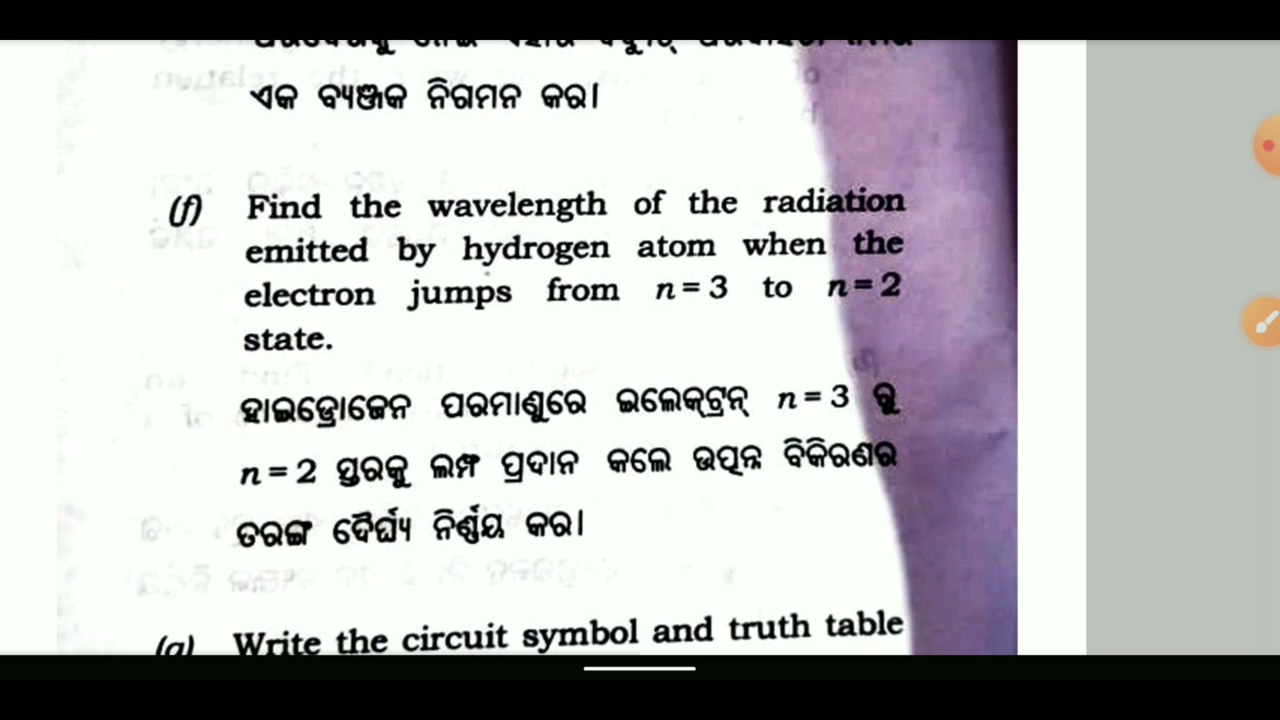 ଏକ ବ୍ୟଞ୍ଜକ ନିଗମନ କର।
(f) Find the wavelength of the radiation
emitted by hydrogen atom when the
electron jumps from n = 3 to n = 2
state.
ହାଇଡ୍ରୋଜେନ ପରମାଣୁରେ ଇଲେକ୍‌ଟ୍ରନ୍ n = 3 ରୁ
n = 2 ସ୍ତରକୁ ଲମ୍ଫ ପ୍ରଦାନ କଲେ ଉତ୍ପନ୍ନ ବିକିରଣର
ତରଙ୍ଗ ଦୈର୍ଘ୍ୟ ନିର୍ଣ୍ଣୟ କର।
(g) Write the circuit symbol and truth table